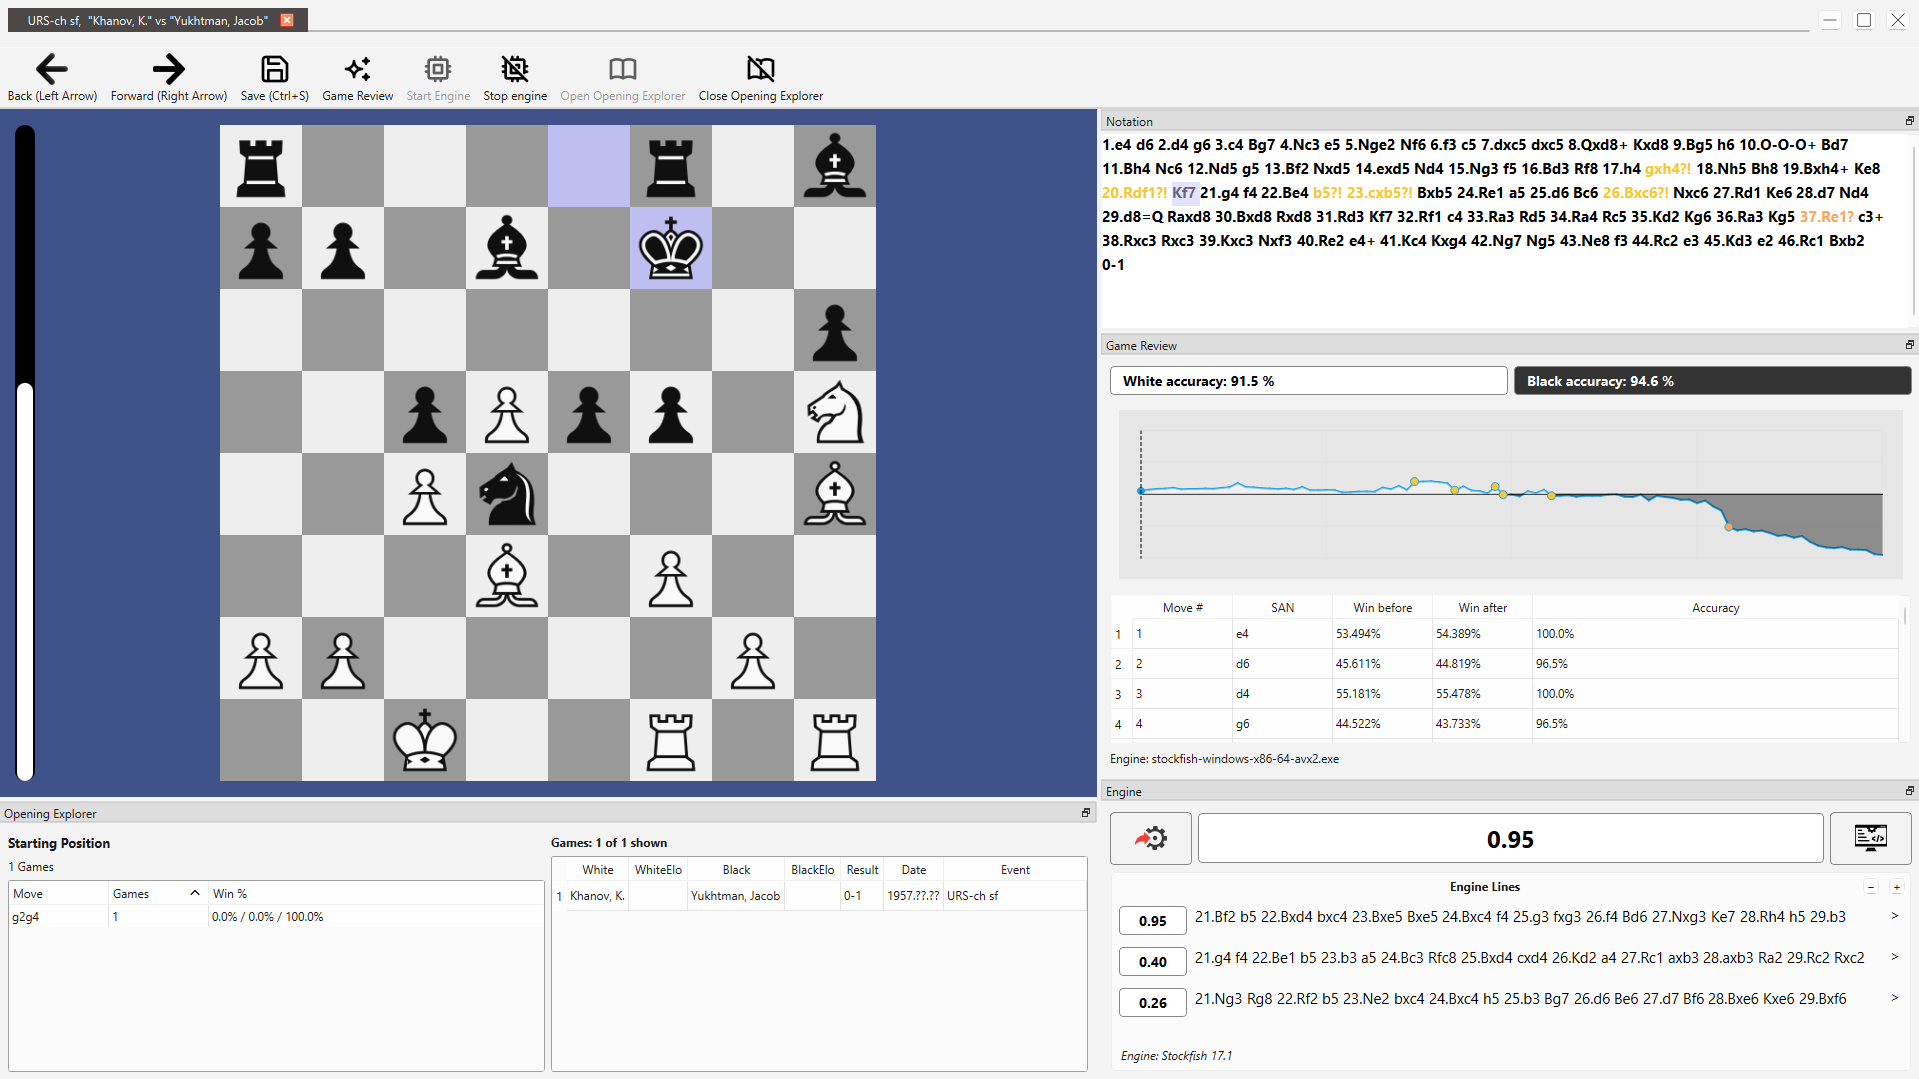 URS-ch sf, "Khanov, K." vs "Yukhtman, Jacob"
Back (Left Arrow) Forward (Right Arrow) Save (Ctrl+S) Game Review Start Engine Stop engine Open Opening Explorer Close Opening Explorer
Notation
1.e4 d6 2.d4 g6 3.c4 Bg7 4.Nc3 e5 5.Nge2 Nf6 6.f3 c5 7.dxc5 dxc5 8.Qxd8+ Kxd8 9.Bg5 h6 10.O-O-O+ Bd7
11.Bh4 Nc6 12.Nd5 g5 13.Bf2 Nxd5 14.exd5 Nd4 15.Ng3 f5 16.Bd3 Rf8 17.h4 gxh4?! 18.Nh5 Bh8 19.Bxh4+ Ke8
20.Rdf1?! Kf7 21.g4 f4 22.Be4 b5?! 23.cxb5?! Bxb5 24.Re1 a5 25.d6 Bc6 26.Bxc6?! Nxc6 27.Rd1 Ke6 28.d7 Nd4
29.d8=Q Raxd8 30.Bxd8 Rxd8 31.Rd3 Kf7 32.Rf1 c4 33.Ra3 Rd5 34.Ra4 Rc5 35.Kd2 Kg6 36.Ra3 Kg5 37.Re1? c3+
38.Rxc3 Rxc3 39.Kxc3 Nxf3 40.Re2 e4+ 41.Kc4 Kxg4 42.Ng7 Ng5 43.Ne8 f3 44.Rc2 e3 45.Kd3 e2 46.Rc1 Bxb2
0-1
Game Review
White accuracy: 91.5 % Black accuracy: 94.6 %
Move # SAN Win before Win after Accuracy
1 1 e4 53.494% 54.389% 100.0%
2 2 d6 45.611% 44.819% 96.5%
3 3 d4 55.181% 55.478% 100.0%
4 4 g6 44.522% 43.733% 96.5%
Engine: stockfish-windows-x86-64-avx2.exe
Engine
0.95
Engine Lines
0.95 21.Bf2 b5 22.Bxd4 bxc4 23.Bxe5 Bxe5 24.Bxc4 f4 25.g3 fxg3 26.f4 Bd6 27.Nxg3 Ke7 28.Rh4 h5 29.b3 >
0.40 21.g4 f4 22.Be1 b5 23.b3 a5 24.Bc3 Rfc8 25.Bxd4 cxd4 26.Kd2 a4 27.Rc1 axb3 28.axb3 Ra2 29.Rc2 Rxc2 >
0.26 21.Ng3 Rg8 22.Rf2 b5 23.Ne2 bxc4 24.Bxc4 h5 25.b3 Bg7 26.d6 Be6 27.d7 Bf6 28.Bxe6 Kxe6 29.Bxf6 >
Engine: Stockfish 17.1
Opening Explorer
Starting Position
1 Games
Move Games Win %
g2g4 1 0.0% / 0.0% / 100.0%
Games: 1 of 1 shown
White WhiteElo Black BlackElo Result Date Event
1 Khanov, K. Yukhtman, Jacob 0-1 1957.??.?? URS-ch sf